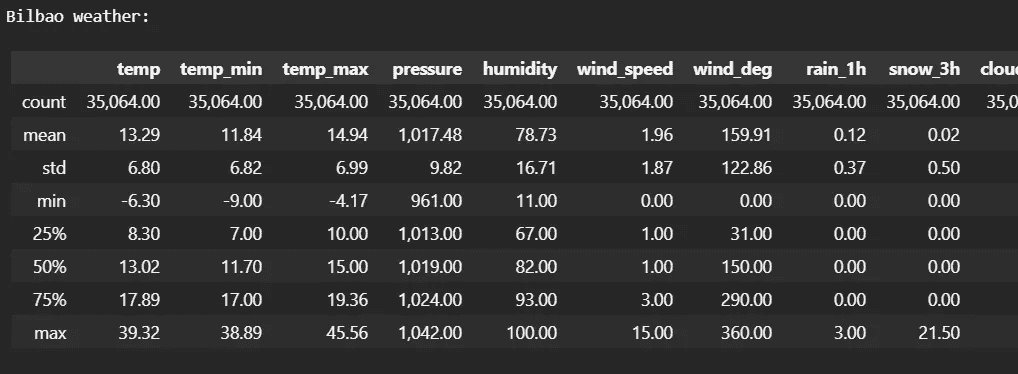 Bilbao weather:
temp temp_min temp_max pressure humidity wind_speed wind_deg rain_1h snow_3h
count 35,064.00 35,064.00 35,064.00 35,064.00 35,064.00 35,064.00 35,064.00 35,064.00 35,064.00
mean 13.29 11.84 14.94 1,017.48 78.73 1.96 159.91 0.12 0.02
std 6.80 6.82 6.99 9.82 16.71 1.87 122.86 0.37 0.50
min -6.30 -9.00 -4.17 961.00 11.00 0.00 0.00 0.00 0.00
25% 8.30 7.00 10.00 1,013.00 67.00 1.00 31.00 0.00 0.00
50% 13.02 11.70 15.00 1,019.00 82.00 1.00 150.00 0.00 0.00
75% 17.89 17.00 19.36 1,024.00 93.00 3.00 290.00 0.00 0.00
max 39.32 38.89 45.56 1,042.00 100.00 15.00 360.00 3.00 21.50